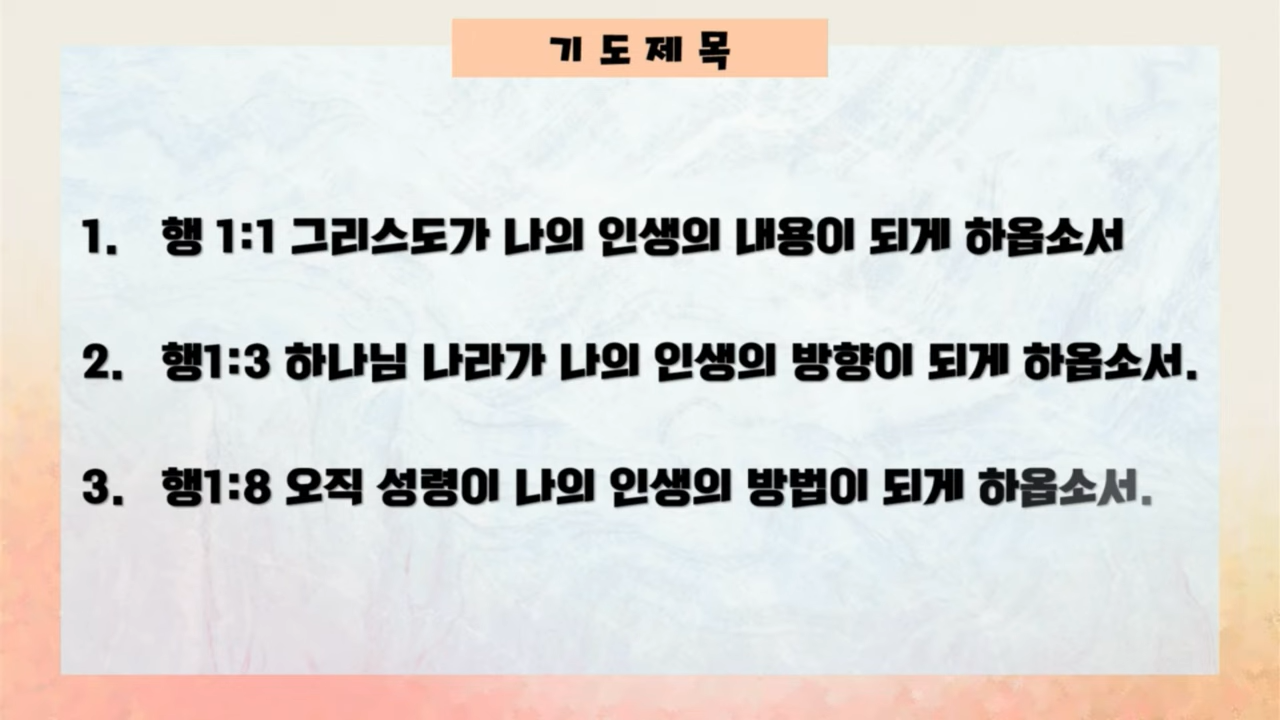 기 도 제 목
1. 행 1:1 그리스도가 나의 인생의 내용이 되게 하옵소서
2. 행1:3 하나님 나라가 나의 인생의 방향이 되게 하옵소서.
3. 행1:8 오직 성령이 나의 인생의 방법이 되게 하옵소서.